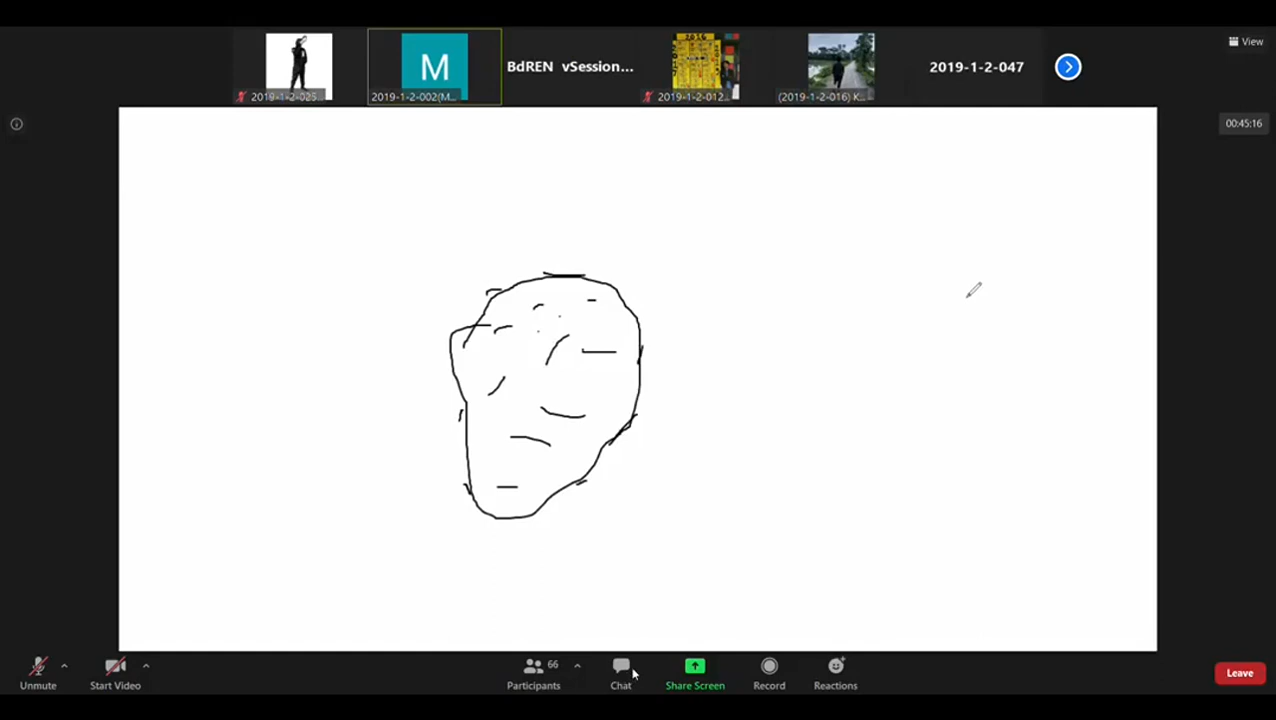 View
2019-1-2-025...
M
2019-1-2-002(M...
BdREN vSession...
2016
2019-1-2-012...
(2019-1-2-016) K...
2019-1-2-047
00:45:16
Unmute
Start Video
66
Participants
Chat
Share Screen
Record
Reactions
Leave